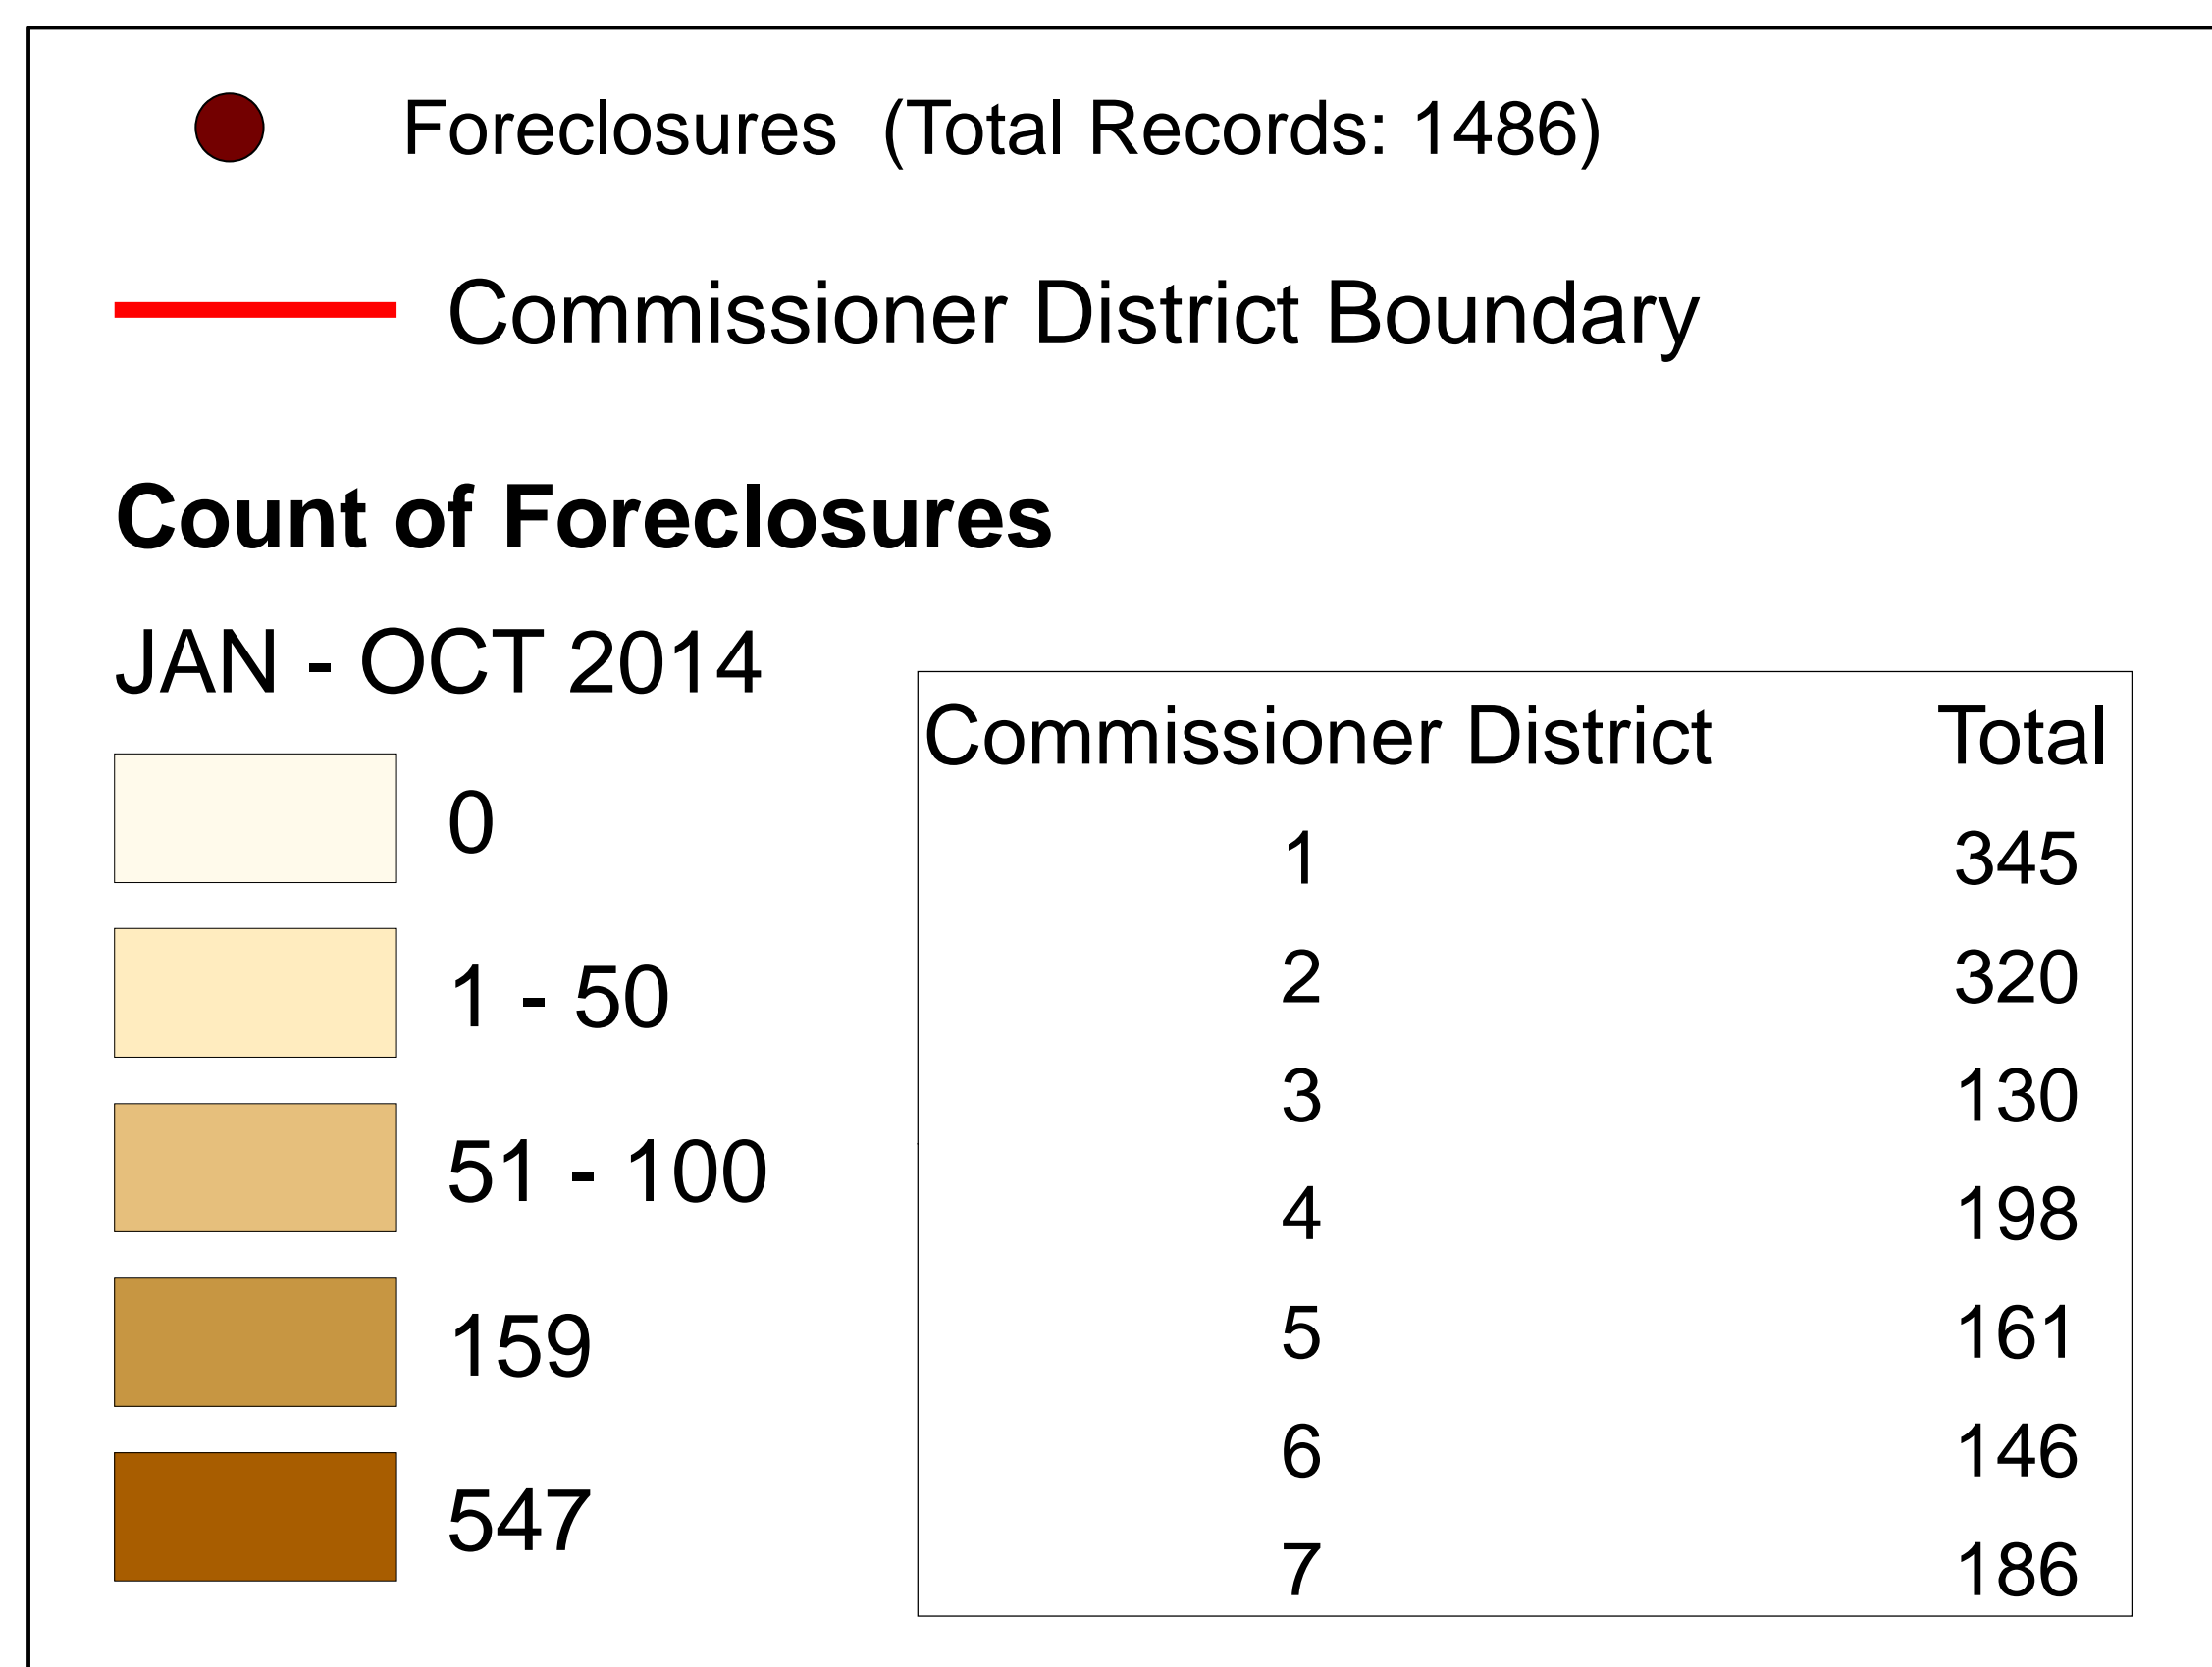 Foreclosures (Total Records: 1486)
Commissioner District Boundary
Count of Foreclosures
JAN - OCT 2014
0
1 - 50
51 - 100
159
547
Commissioner District Total
1 345
2 320
3 130
4 198
5 161
6 146
7 186